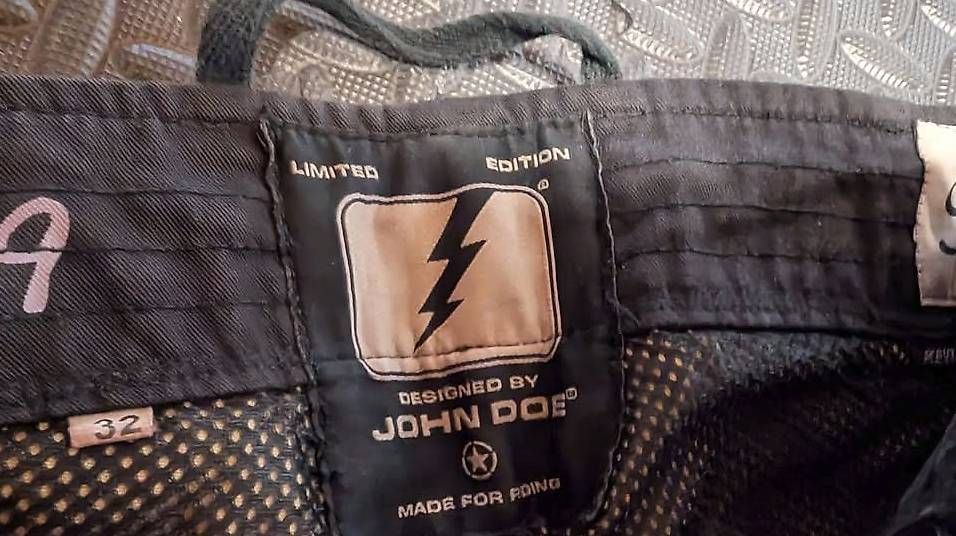 LIMITED EDITION
®
DESIGNED BY
JOHN DOE®
MADE FOR RIDING
32